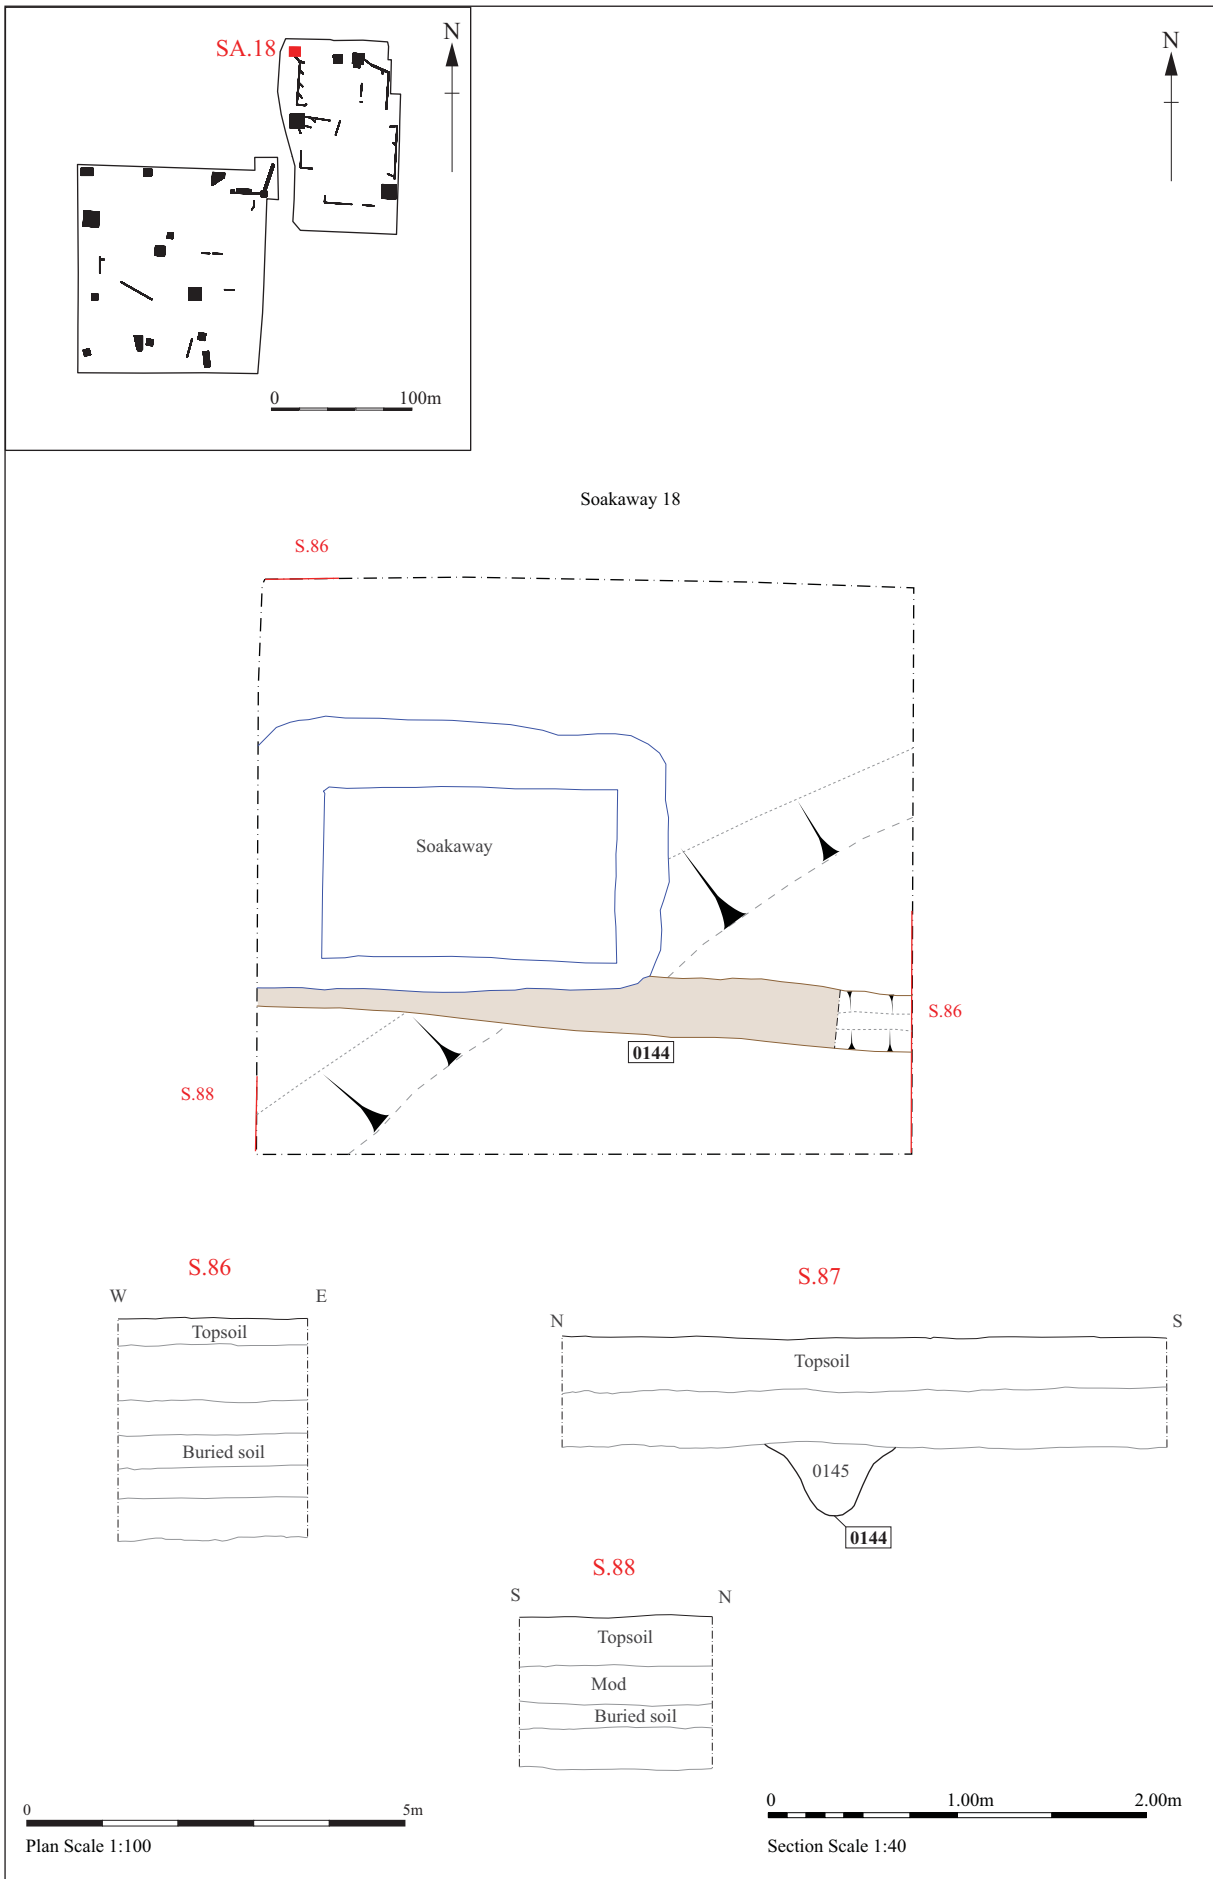 SA.18
N
N
0 100m
Soakaway 18
S.86
Soakaway
S.86
0144
S.88
S.86
W E
Topsoil
Buried soil
S.87
N S
Topsoil
0145
0144
S.88
S N
Topsoil
Mod
Buried soil
0 5m
Plan Scale 1:100
0 1.00m 2.00m
Section Scale 1:40